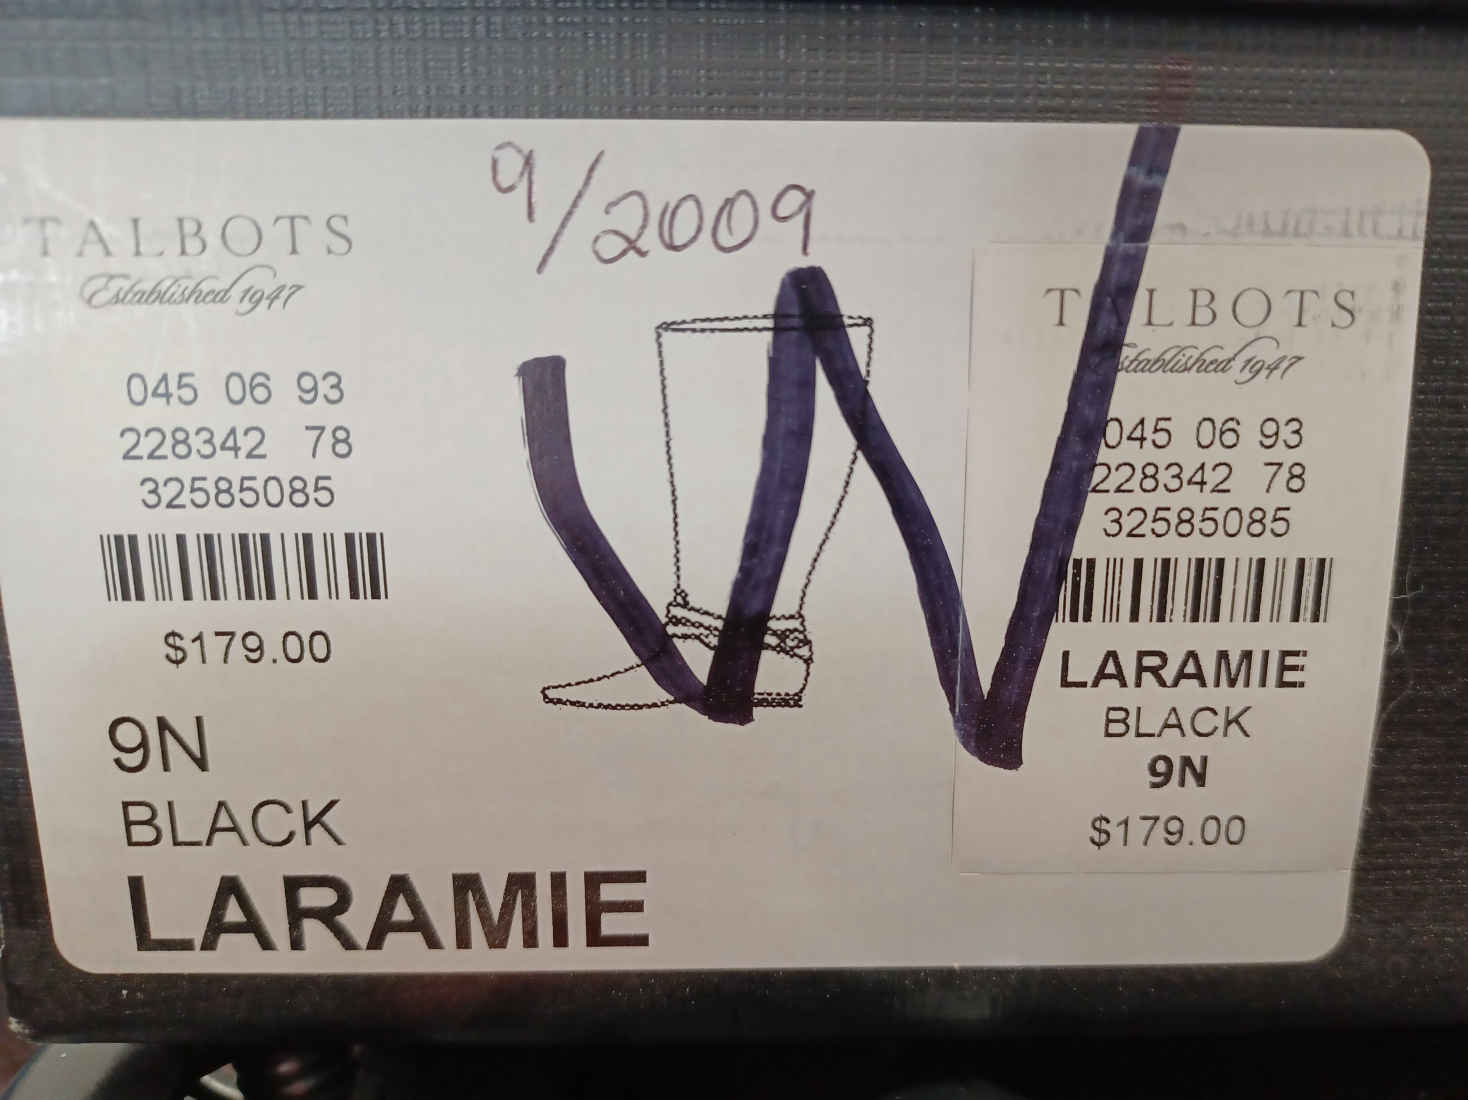 9/2009
TALBOTS
Established 1947
045 06 93
228342 78
32585085
$179.00
9N
BLACK
LARAMIE
W
TALBOTS
Established 1947
045 06 93
228342 78
32585085
LARAMIE
BLACK
9N
$179.00